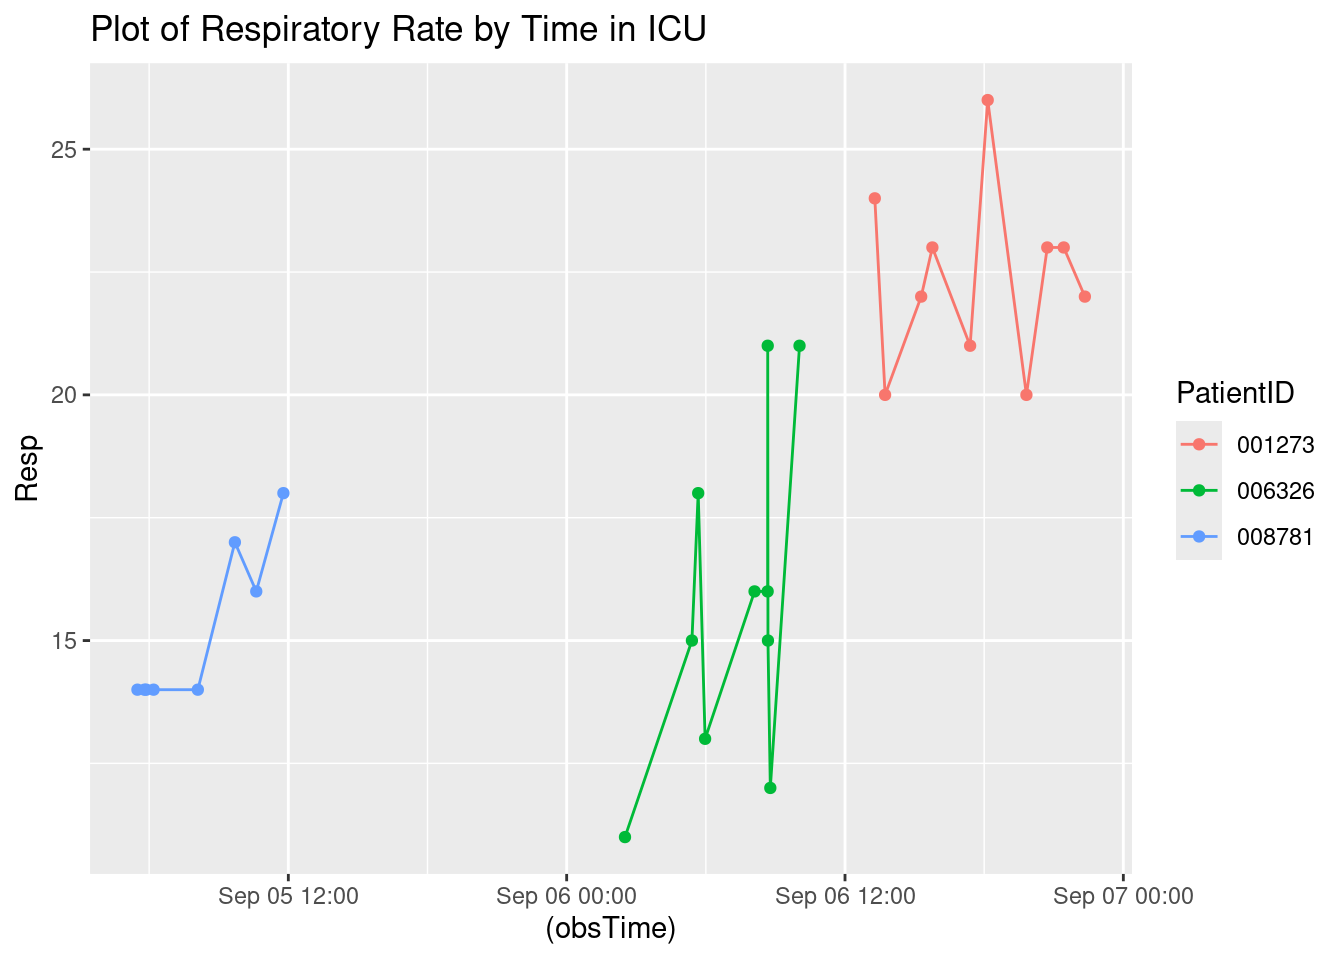 Plot of Respiratory Rate by Time in ICU
25
20
15
Resp
Sep 05 12:00
Sep 06 00:00
Sep 06 12:00
Sep 07 00:00
(obsTime)
PatientID
001273
006326
008781